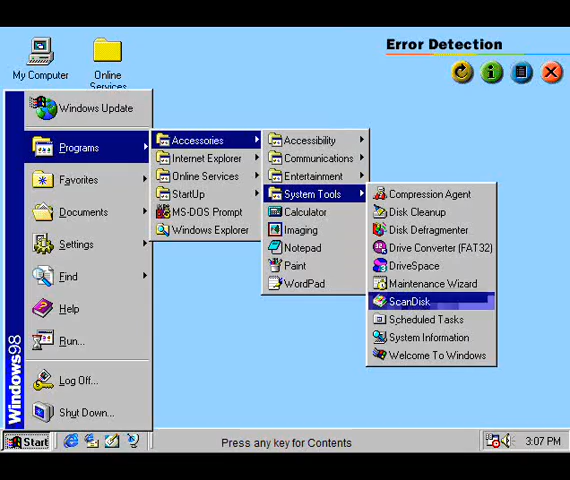 Error Detection
My Computer
Online
Services
Windows Update
Programs
Favorites
Documents
Settings
Find
Help
Run...
Log Off...
Shut Down...
Windows98
Accessories
Internet Explorer
Online Services
StartUp
MS-DOS Prompt
Windows Explorer
Accessibility
Communications
Entertainment
System Tools
Calculator
Imaging
Notepad
Paint
WordPad
Compression Agent
Disk Cleanup
Disk Defragmenter
Drive Converter (FAT32)
DriveSpace
Maintenance Wizard
ScanDisk
Scheduled Tasks
System Information
Welcome To Windows
Start
Press any key for Contents
3:07 PM